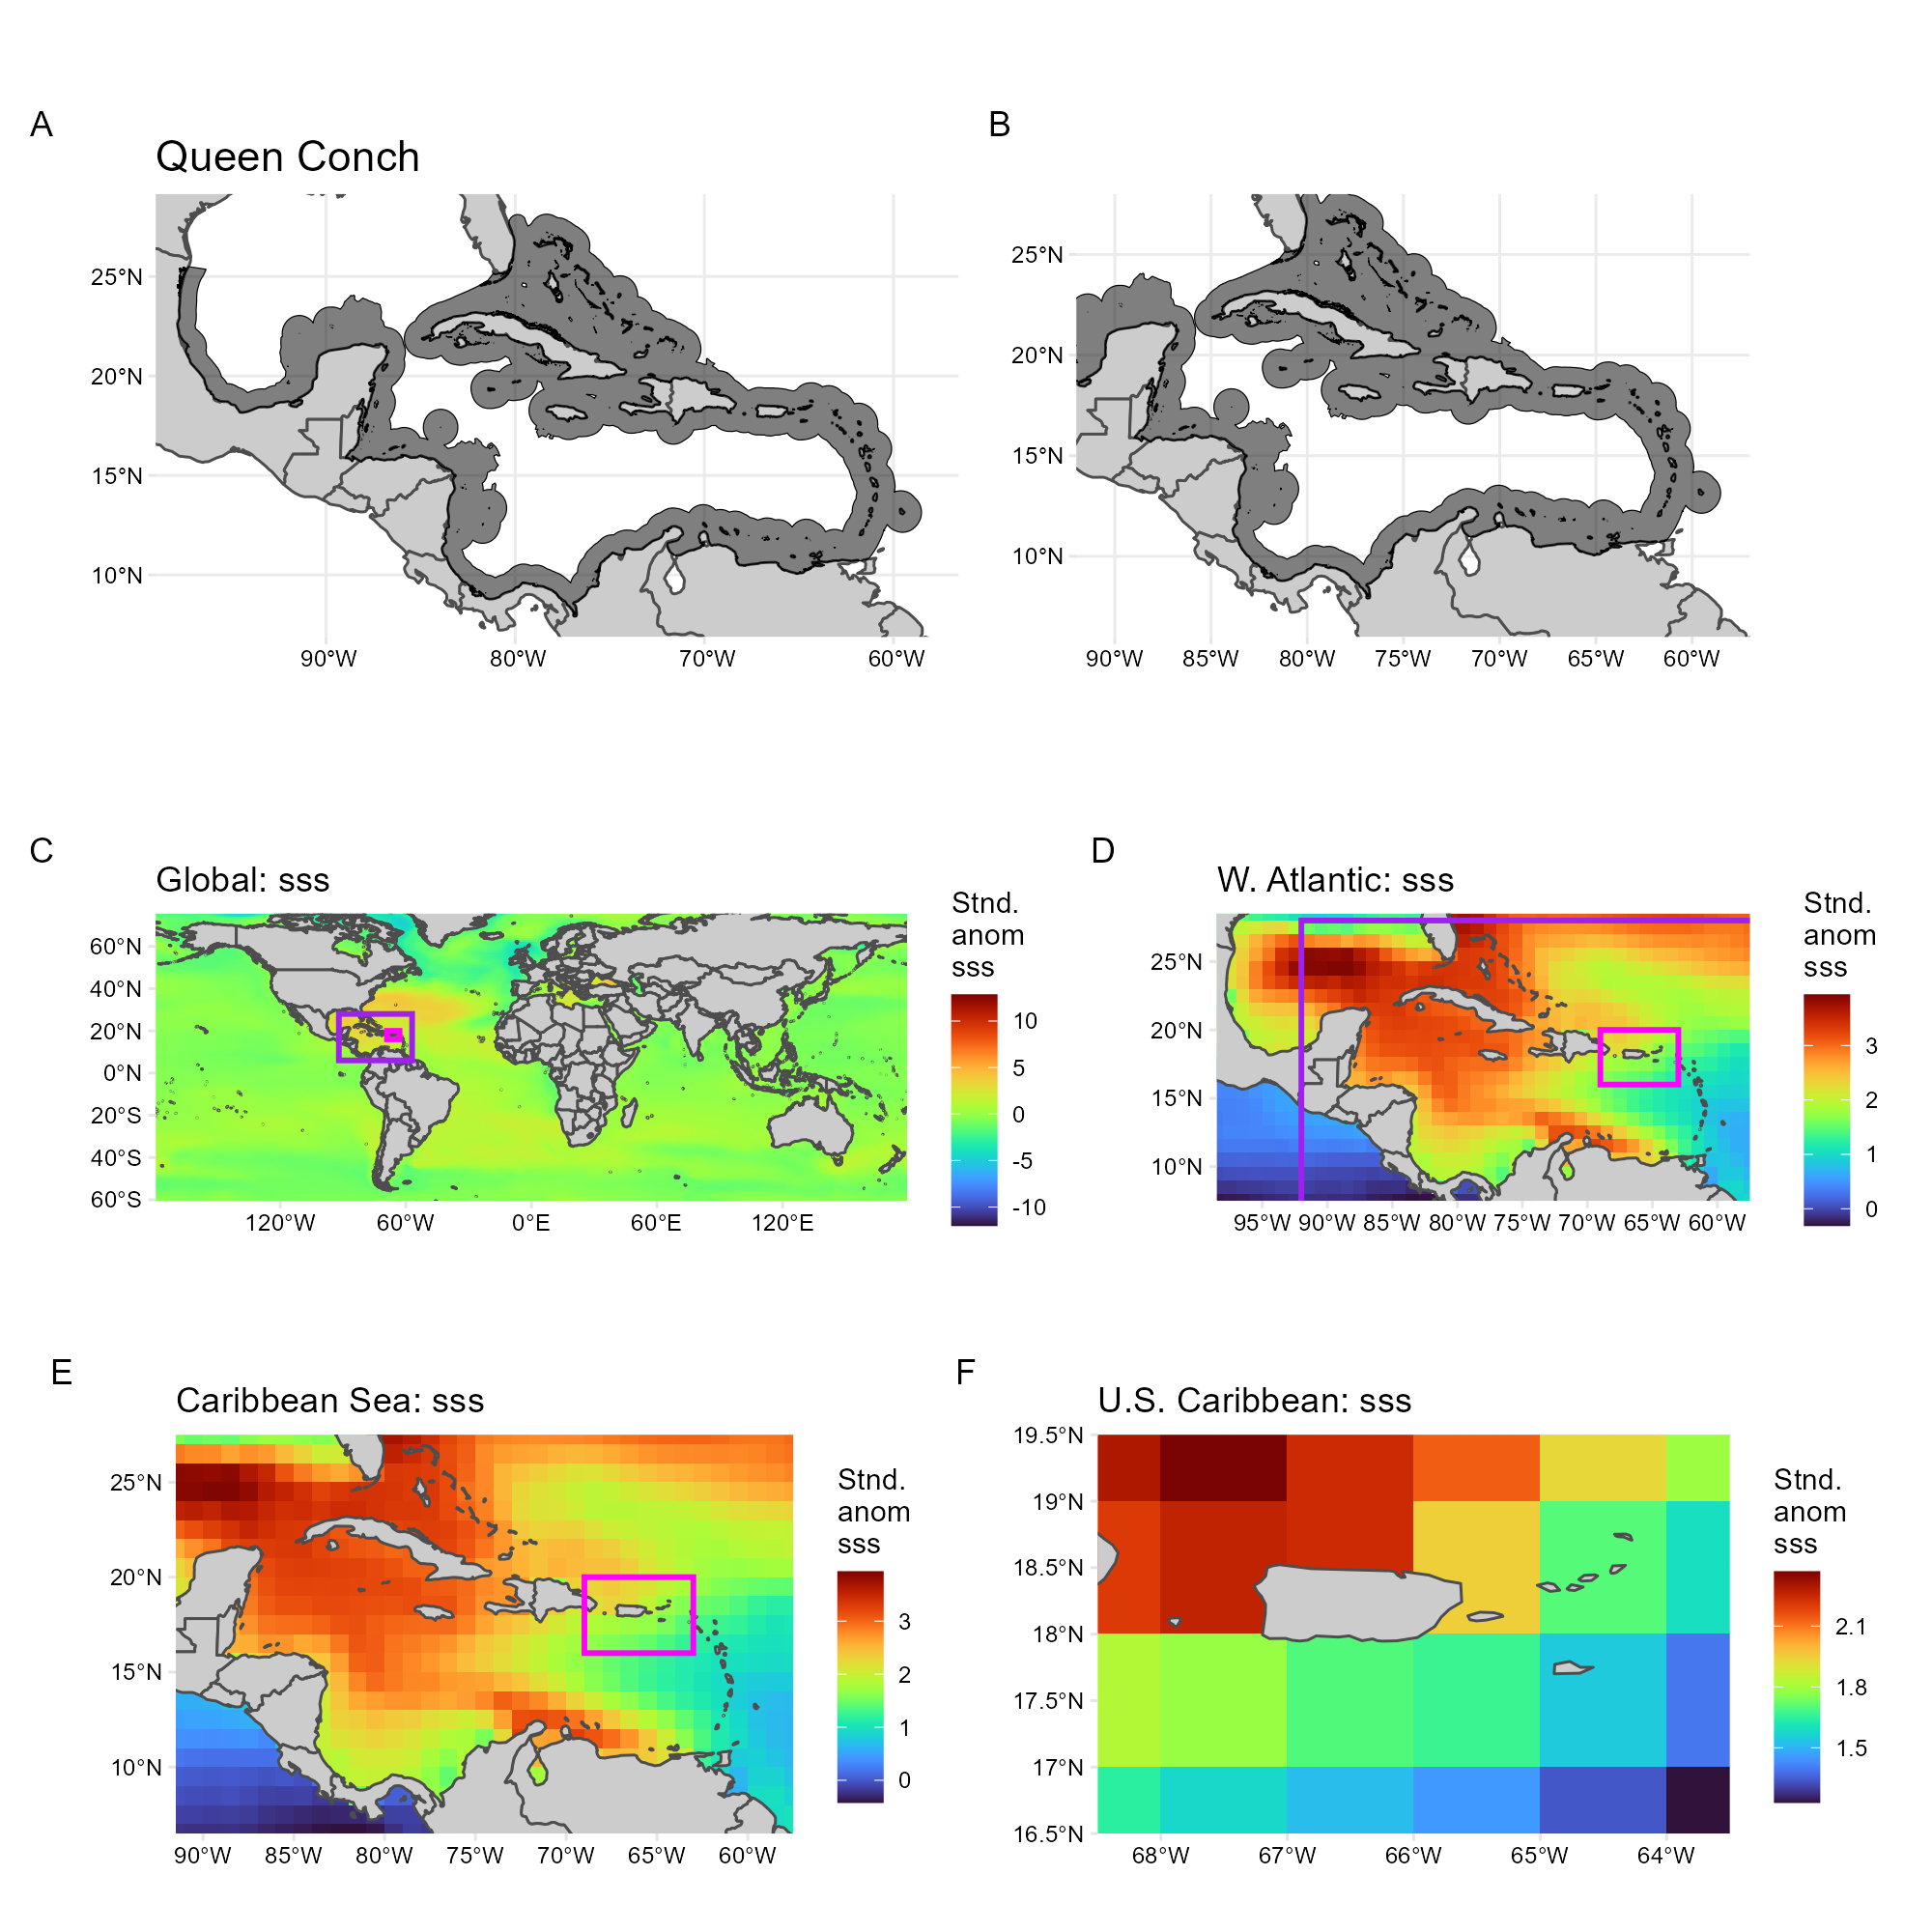 A
B
Queen Conch
25°N
20°N
15°N
10°N
90°W 80°W 70°W 60°W
25°N
20°N
15°N
10°N
90°W 85°W 80°W 75°W 70°W 65°W 60°W
C
Global: sss
60°N
40°N
20°N
0°N
20°S
40°S
60°S
120°W 60°W 0°E 60°E 120°E
Stnd.
anom
sss
10
5
0
-5
-10
D
W. Atlantic: sss
25°N
20°N
15°N
10°N
95°W 90°W 85°W 80°W 75°W 70°W 65°W 60°W
Stnd.
anom
sss
3
2
1
0
E
Caribbean Sea: sss
25°N
20°N
15°N
10°N
90°W 85°W 80°W 75°W 70°W 65°W 60°W
Stnd.
anom
sss
3
2
1
0
F
U.S. Caribbean: sss
19.5°N
19°N
18.5°N
18°N
17.5°N
17°N
16.5°N
68°W 67°W 66°W 65°W 64°W
Stnd.
anom
sss
2.1
1.8
1.5